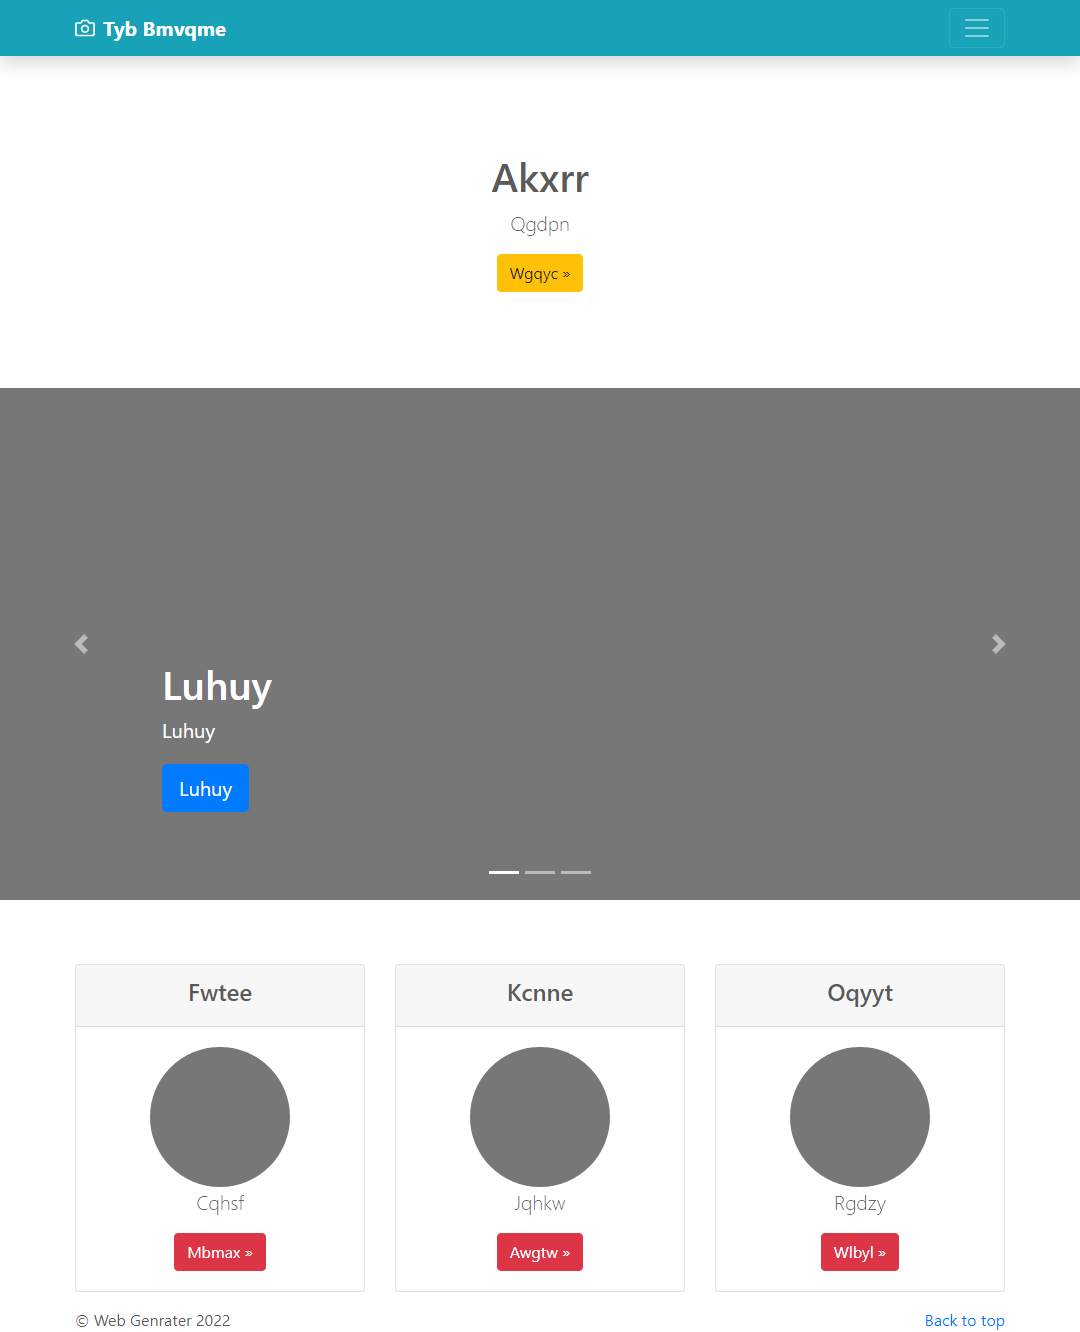 Tyb Bmvqme
Akxrr
Qgdpn
Wgqyc »
Luhuy
Luhuy
Luhuy
Fwtee
Kcnne
Oqyyt
Cqhsf
Jqhkw
Rgdzy
Mbmax »
Awgtw »
Wlbyl »
© Web Genrater 2022
Back to top